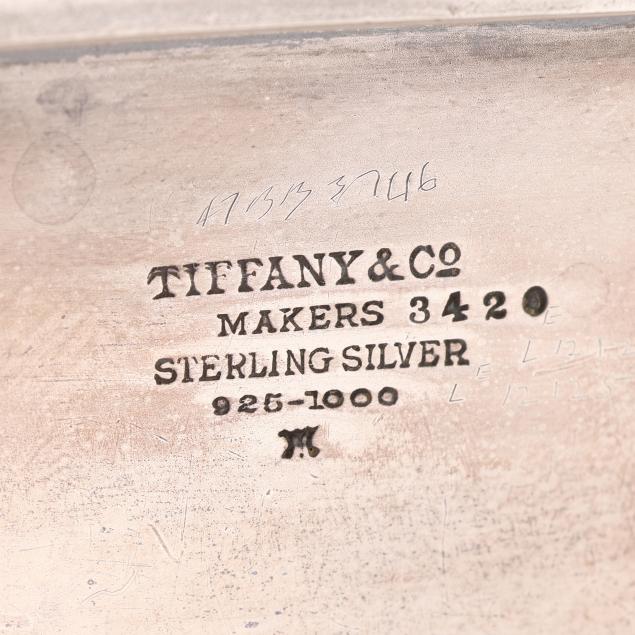 TIFFANY & Co
MAKERS 3420
STERLING SILVER
925-1000
M